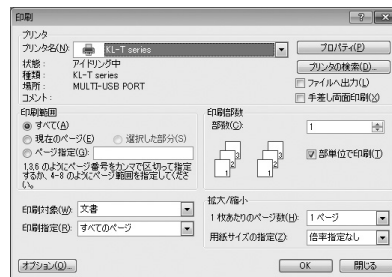 印刷
プリンタ
プリンタ名(N): KL-T series
プロパティ(P)
状態: アイドリング中
プリンタの検索(D)...
種類: KL-T series
ファイルへ出力(L)
場所: MULTI-USB PORT
手差し両面印刷(X)
コメント:
印刷範囲
すべて(A)
現在のページ(E) 選択した部分(S)
ページ指定(G):
1,3,6 のようにページ番号をカンマで区切って指定
するか、4-8 のようにページ範囲を指定してくださ
い。
印刷部数
部数(C): 1
1 2 3 1 2 3
部単位で印刷(T)
印刷対象(W): 文書
印刷指定(R): すべてのページ
拡大/縮小
1 枚あたりのページ数(H): 1 ページ
用紙サイズの指定(Z): 倍率指定なし
オプション(O)...
OK 閉じる